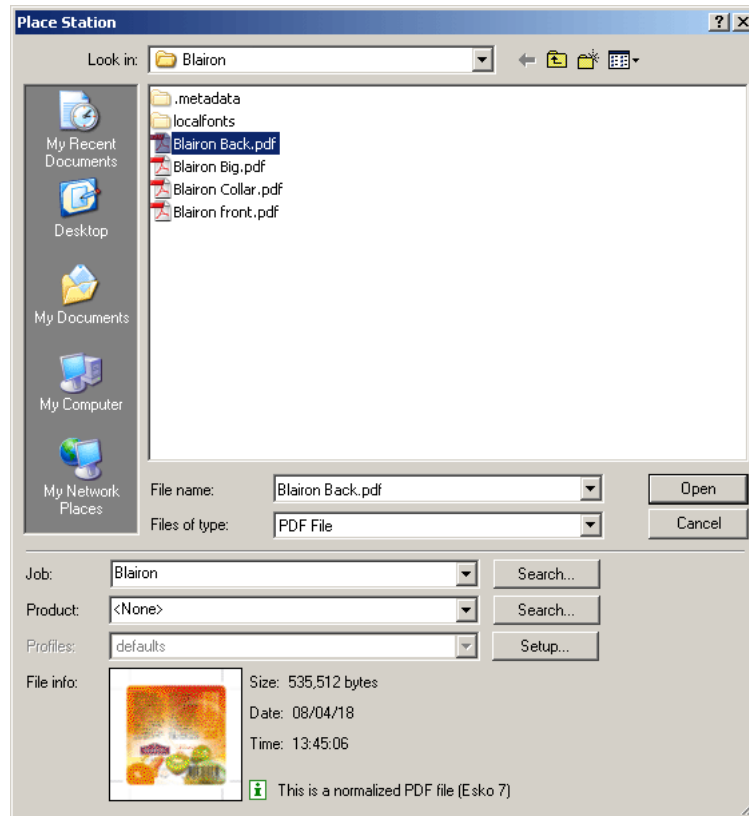 Place Station
Look in: Blairon
My Recent
Documents
Desktop
My Documents
My Computer
My Network
Places
.metadata
localfonts
Blairon Back.pdf
Blairon Big.pdf
Blairon Collar.pdf
Blairon front.pdf
File name: Blairon Back.pdf Open
Files of type: PDF File Cancel
Job: Blairon Search...
Product: <None> Search...
Profiles: defaults Setup...
File info: Size: 535,512 bytes
Date: 08/04/18
Time: 13:45:06
This is a normalized PDF file (Esko 7)